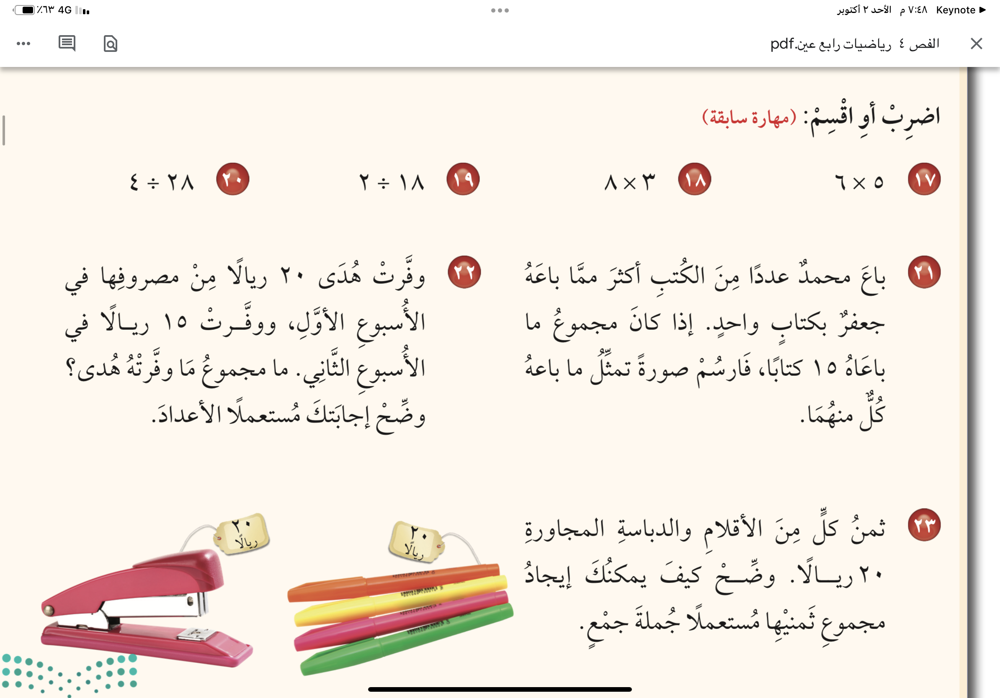 Keynote ٧:٤٨ م الأحد ٢ أكتوبر
4G ٦٣٪
الفص ٤ رياضيات رابع عين.pdf
اضرِبْ أَوِ اقْسِمْ: (مهارة سابقة)
١٧ ٥ × ٦ ١٨ ٣ × ٨ ١٩ ١٨ ÷ ٢ ٢٠ ٢٨ ÷ ٤
٢١ باعَ محمدٌ عددًا مِنَ الكُتبِ أكثرَ ممَّا باعَهُ
جعفرٌ بكتابٍ واحدٍ. إذا كانَ مجموعُ ما
باعَاهُ ١٥ كتابًا، فَارسُمْ صورةً تمثِّلُ ما باعهُ
كُلٌّ منهُمَا.
٢٢ وفَّرتْ هُدَى ٢٠ ريالًا مِنْ مصروفِها في
الأُسبوعِ الأوَّلِ، ووفَّرتْ ١٥ ريالًا في
الأُسبوعِ الثَّانِي. ما مجموعُ مَا وفَّرتْهُ هُدى؟
وضِّحْ إجابَتكَ مُستعملًا الأعدادَ.
٢٣ ثمنُ كلٍّ مِنَ الأقلامِ والدباسةِ المجاورةِ
٢٠ ريالًا. وضِّحْ كيفَ يمكنُكَ إيجادُ
مجموعِ ثَمنيْهِا مُستعملًا جُملةَ جمْعٍ.
٢٠
ريالًا
٢٠
ريالًا